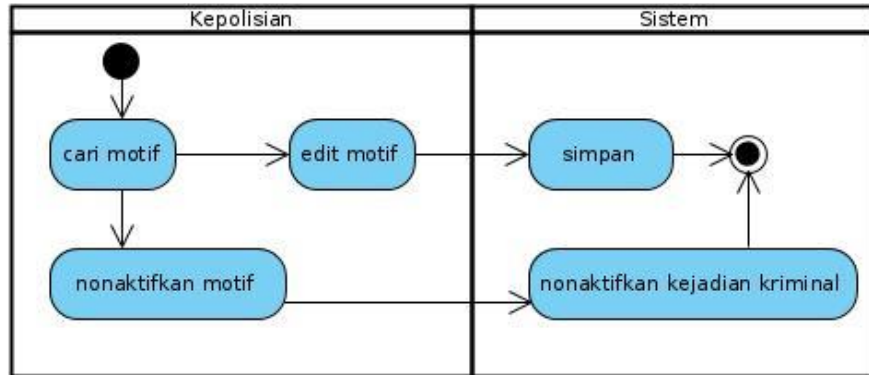 Kepolisian
Sistem
cari motif
edit motif
simpan
nonaktifkan motif
nonaktifkan kejadian kriminal